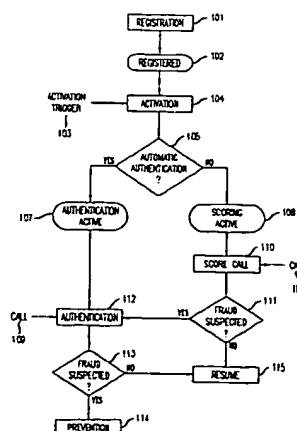 REGISTRATION
101
REGISTERED
102
ACTIVATION
TRIGGER
103
ACTIVATION
104
105
AUTOMATIC
AUTHENTICATION
?
YES
NO
107
AUTHENTICATION
ACTIVE
SCORING
ACTIVE
108
110
SCORE CALL
112
CALL
109
AUTHENTICATION
YES
111
FRAUD
SUSPECTED
?
NO
113
FRAUD
SUSPECTED
?
NO
RESUME
115
YES
114
PREVENTION